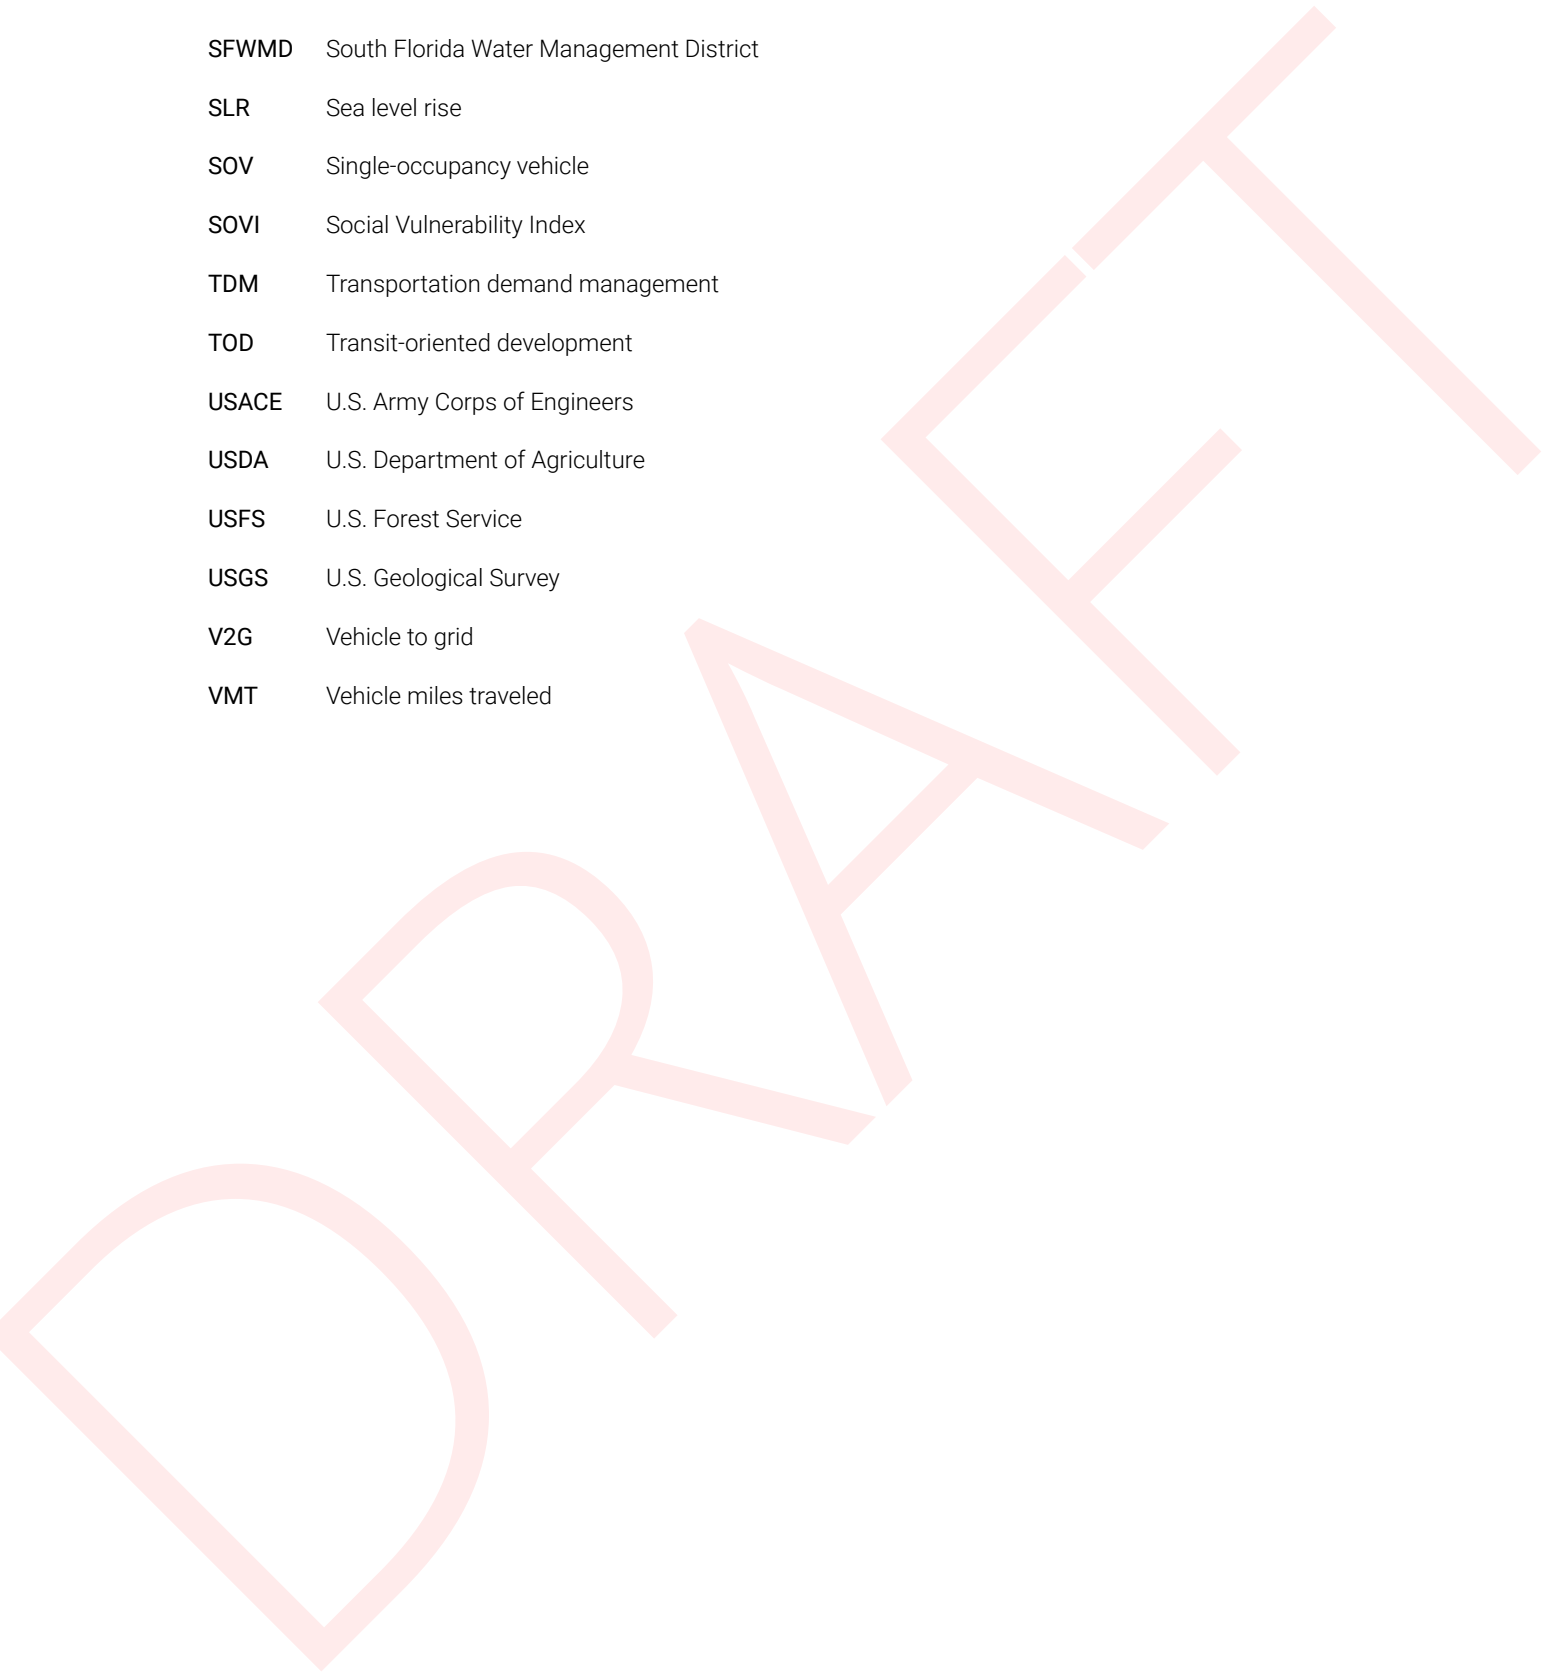 SFWMD South Florida Water Management District
SLR Sea level rise
SOV Single-occupancy vehicle
SOVI Social Vulnerability Index
TDM Transportation demand management
TOD Transit-oriented development
USACE U.S. Army Corps of Engineers
USDA U.S. Department of Agriculture
USFS U.S. Forest Service
USGS U.S. Geological Survey
V2G Vehicle to grid
VMT Vehicle miles traveled
DRAFT